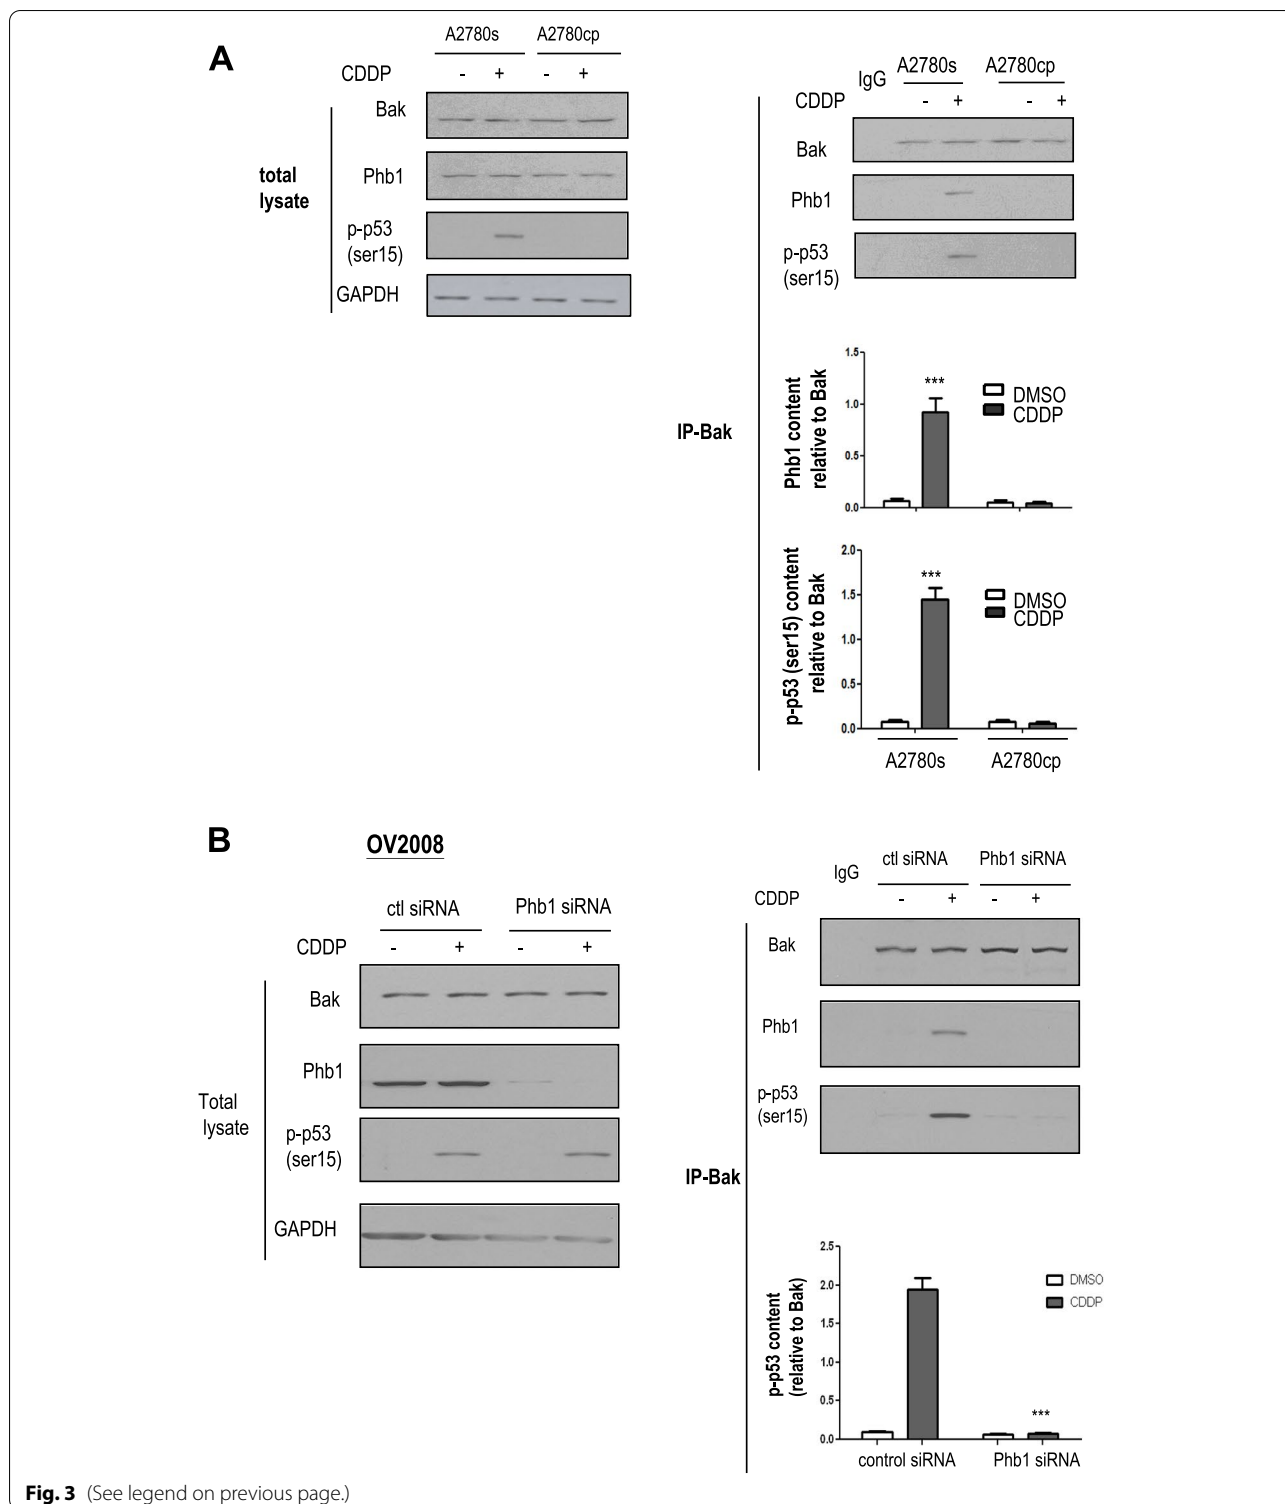 A
A2780s A2780cp
CDDP - + - +
Bak
Phb1
total
lysate
p-p53
(ser15)
GAPDH
IgG A2780s A2780cp
CDDP - + - +
Bak
Phb1
p-p53
(ser15)
IP-Bak
Phb1 content
relative to Bak
1.5
1.0
0.5
0.0
***
DMSO
CDDP
p-p53 (ser15) content
relative to Bak
2.0
1.5
1.0
0.5
0.0
***
DMSO
CDDP
A2780s A2780cp
B
OV2008
ctl siRNA Phb1 siRNA
CDDP - + - +
Bak
Phb1
Total
lysate
p-p53
(ser15)
GAPDH
IgG ctl siRNA Phb1 siRNA
CDDP - + - +
Bak
Phb1
p-p53
(ser15)
IP-Bak
p-p53 content
(relative to Bak)
2.5
2.0
1.5
1.0
0.5
0.0
***
DMSO
CDDP
control siRNA Phb1 siRNA
Fig. 3 (See legend on previous page.)